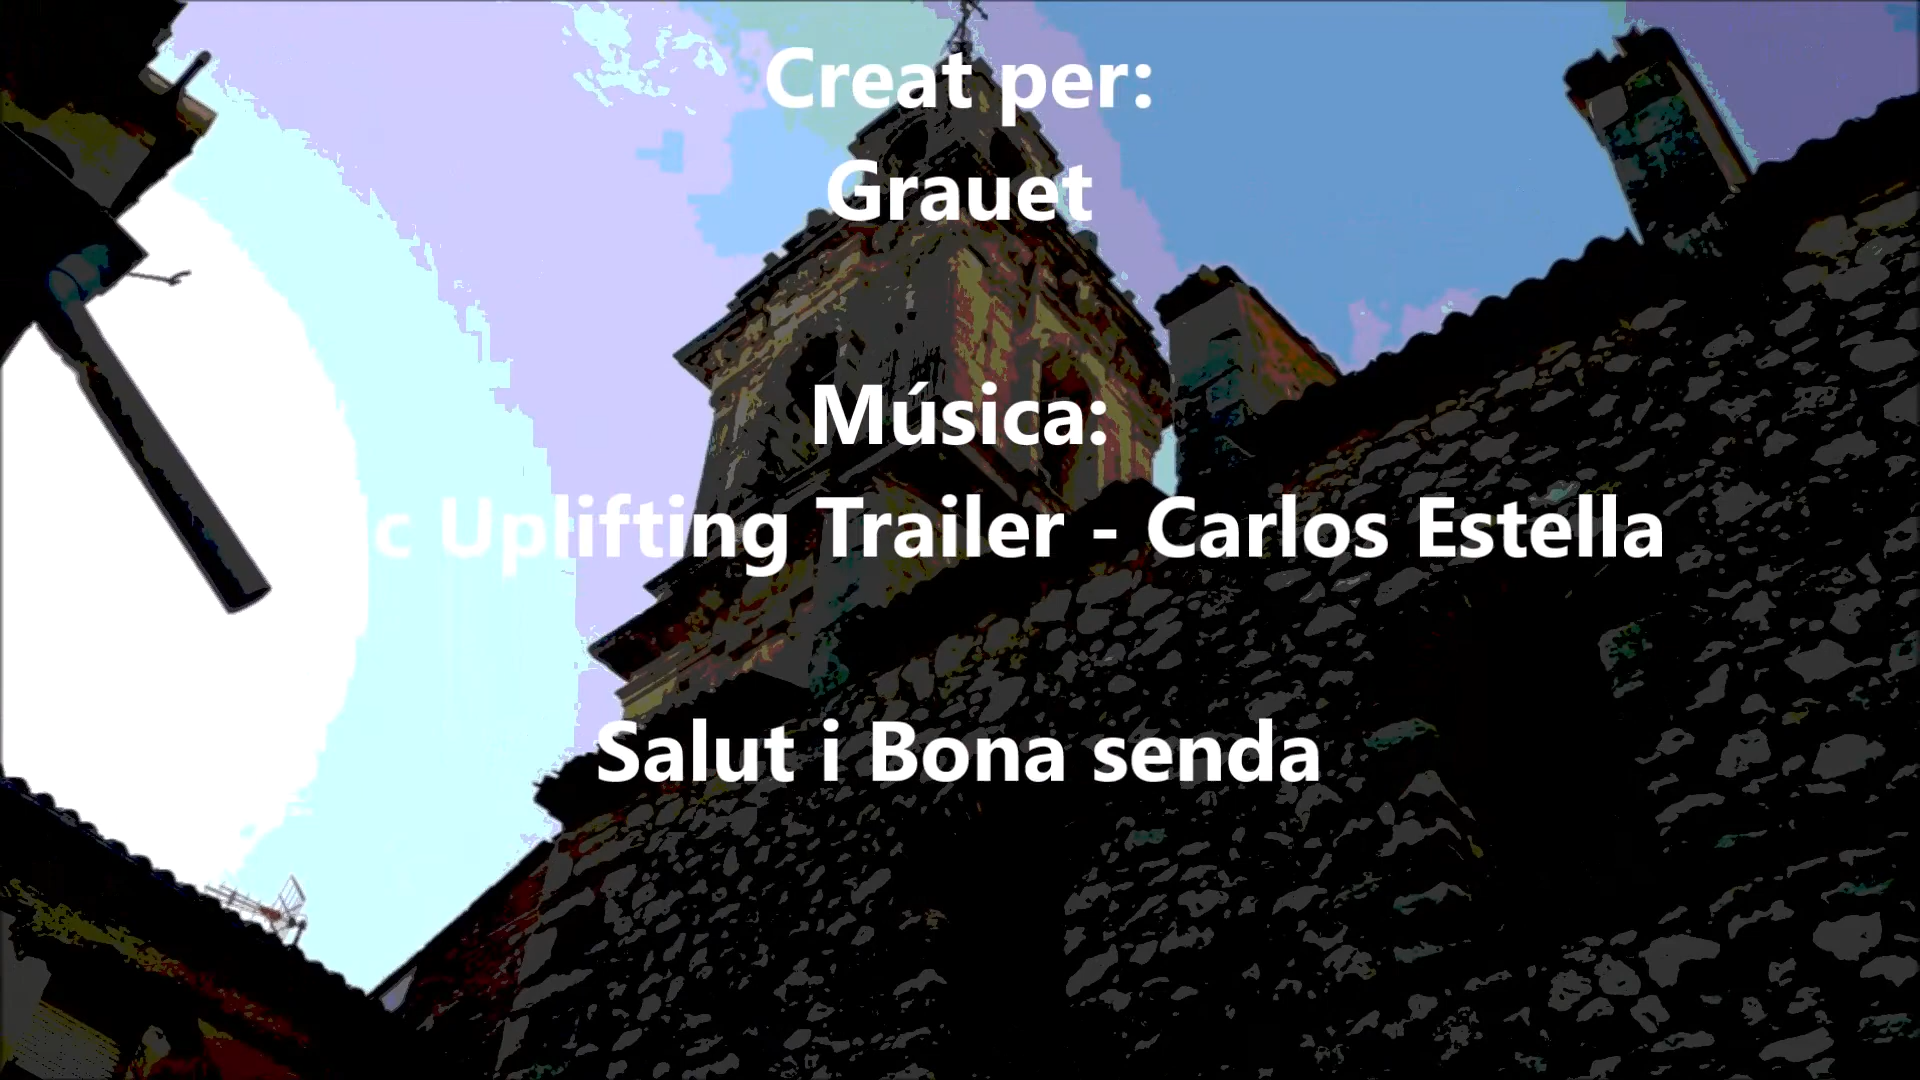 Creat per:
Grauet
Música:
Uplifting Trailer - Carlos Estella
Salut i Bona senda